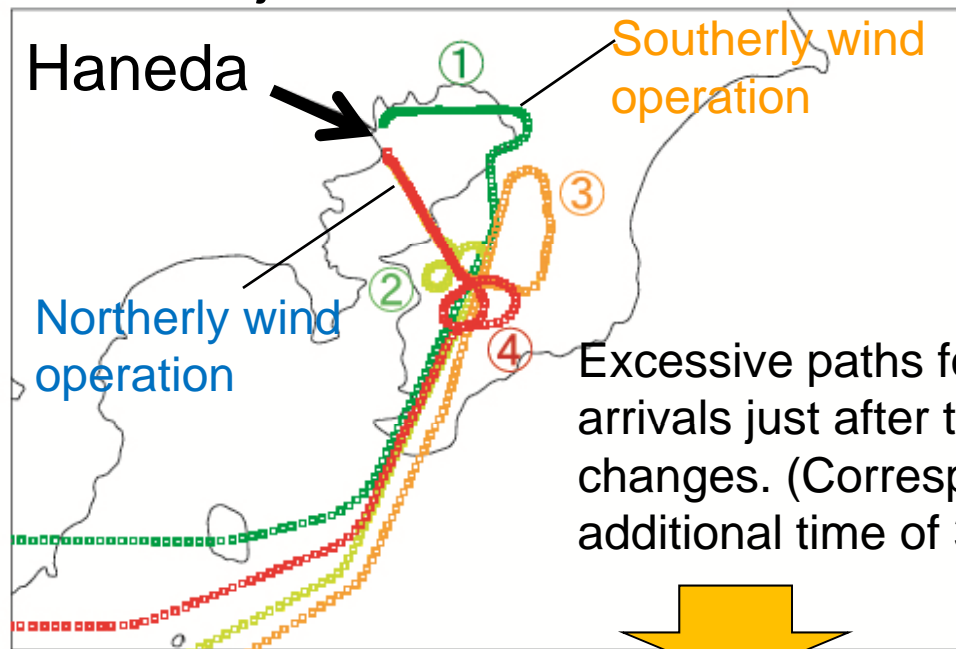 Haneda
①
Southerly wind
operation
③
②
Northerly wind
operation
④
Excessive paths
arrivals just after
changes.
additional time of